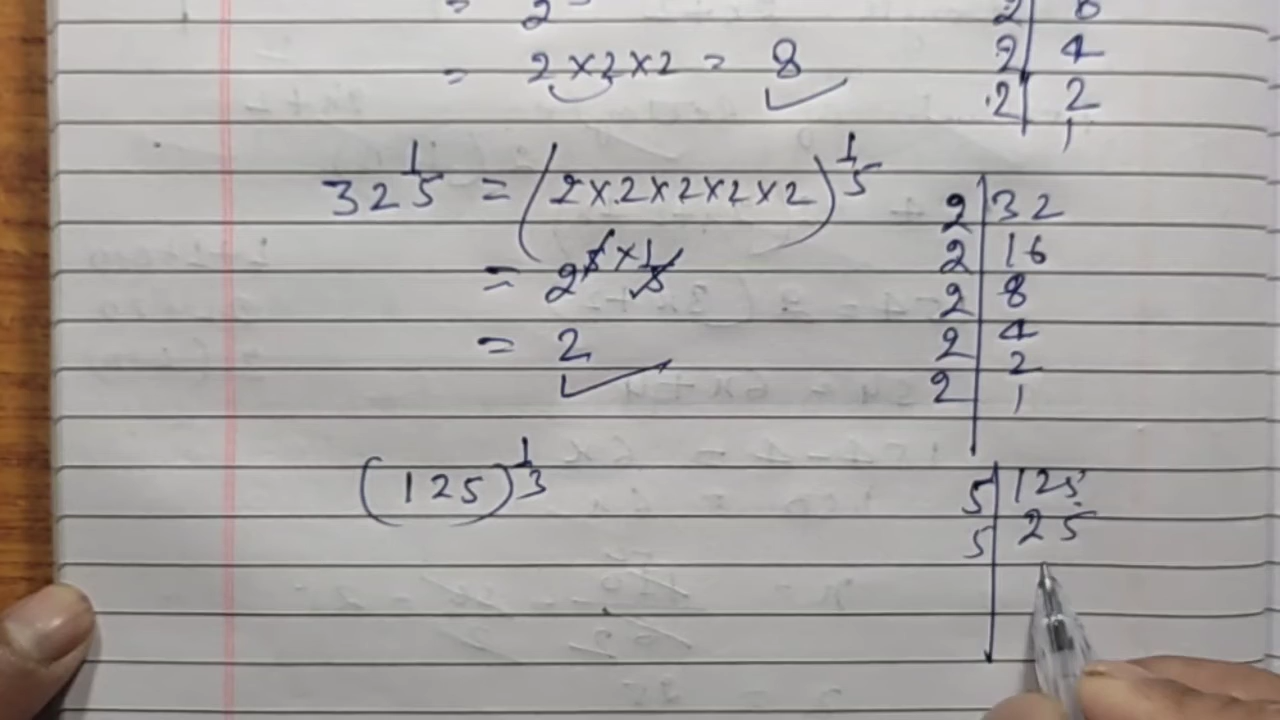 = 2
= 2×2×2 = 8
2 | 8
2 | 4
2 | 2
1
32^(1/5) = (2×2×2×2×2)^(1/5)
= 2^(5×1/5)
= 2
2 | 32
2 | 16
2 | 8
2 | 4
2 | 2
1
(125)^(1/3)
5 | 125
5 | 25